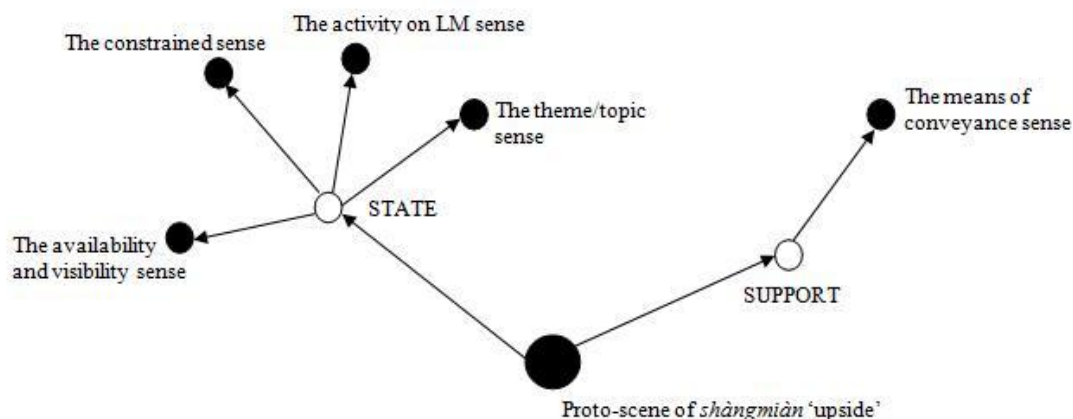 The activity on LM sense
The constrained sense
The means of
conveyance sense
The theme/topic
sense
STATE
The availability
and visibility sense
SUPPORT
Proto-scene of shàngmiàn ‘upside’